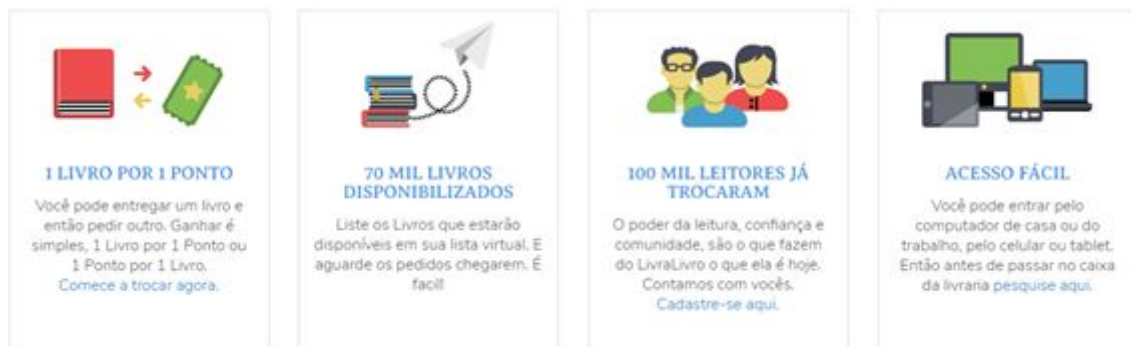 1 LIVRO POR 1 PONTO
Você pode entregar um livro e
então pedir outro. Ganhar é
simples, 1 Livro por 1 Ponto ou
1 Ponto por 1 Livro.
Comece a trocar agora.
70 MIL LIVROS
DISPONIBILIZADOS
Liste os Livros que estarão
disponíveis em sua lista virtual. E
aguarde os pedidos chegarem. É
facil!
100 MIL LEITORES JÁ
TROCARAM
O poder da leitura, confiança e
comunidade, são o que fazem
do LivraLivro o que ela é hoje.
Contamos com vocês.
Cadastre-se aqui.
ACESSO FÁCIL
Você pode entrar pelo
computador de casa ou do
trabalho, pelo celular ou tablet.
Então antes de passar no caixa
da livraria pesquise aqui.